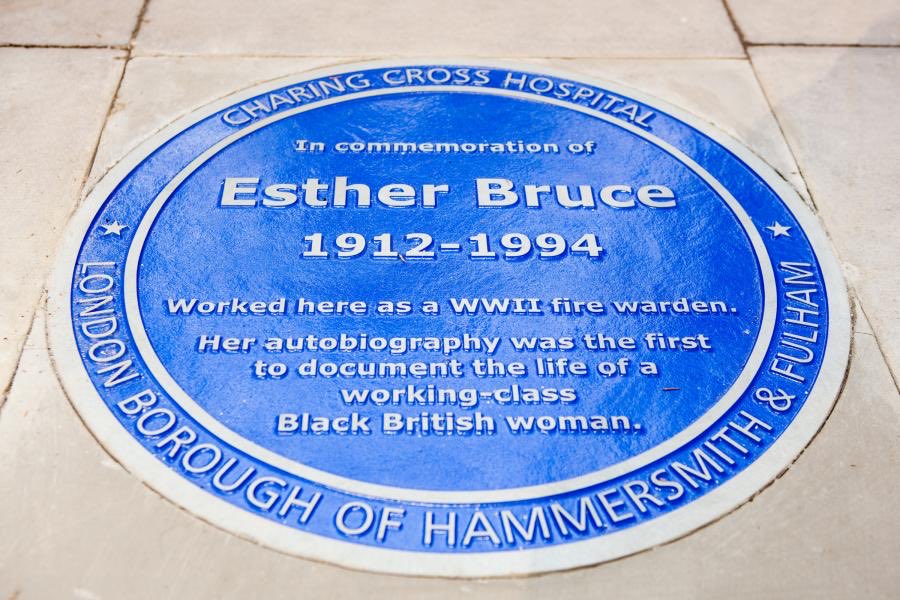 CHARING CROSS HOSPITAL
In commemoration of
Esther Bruce
1912-1994
Worked here as a WWII fire warden.
Her autobiography was the first
to document the life of a
working-class
Black British woman.
LONDON BOROUGH OF HAMMERSMITH & FULHAM